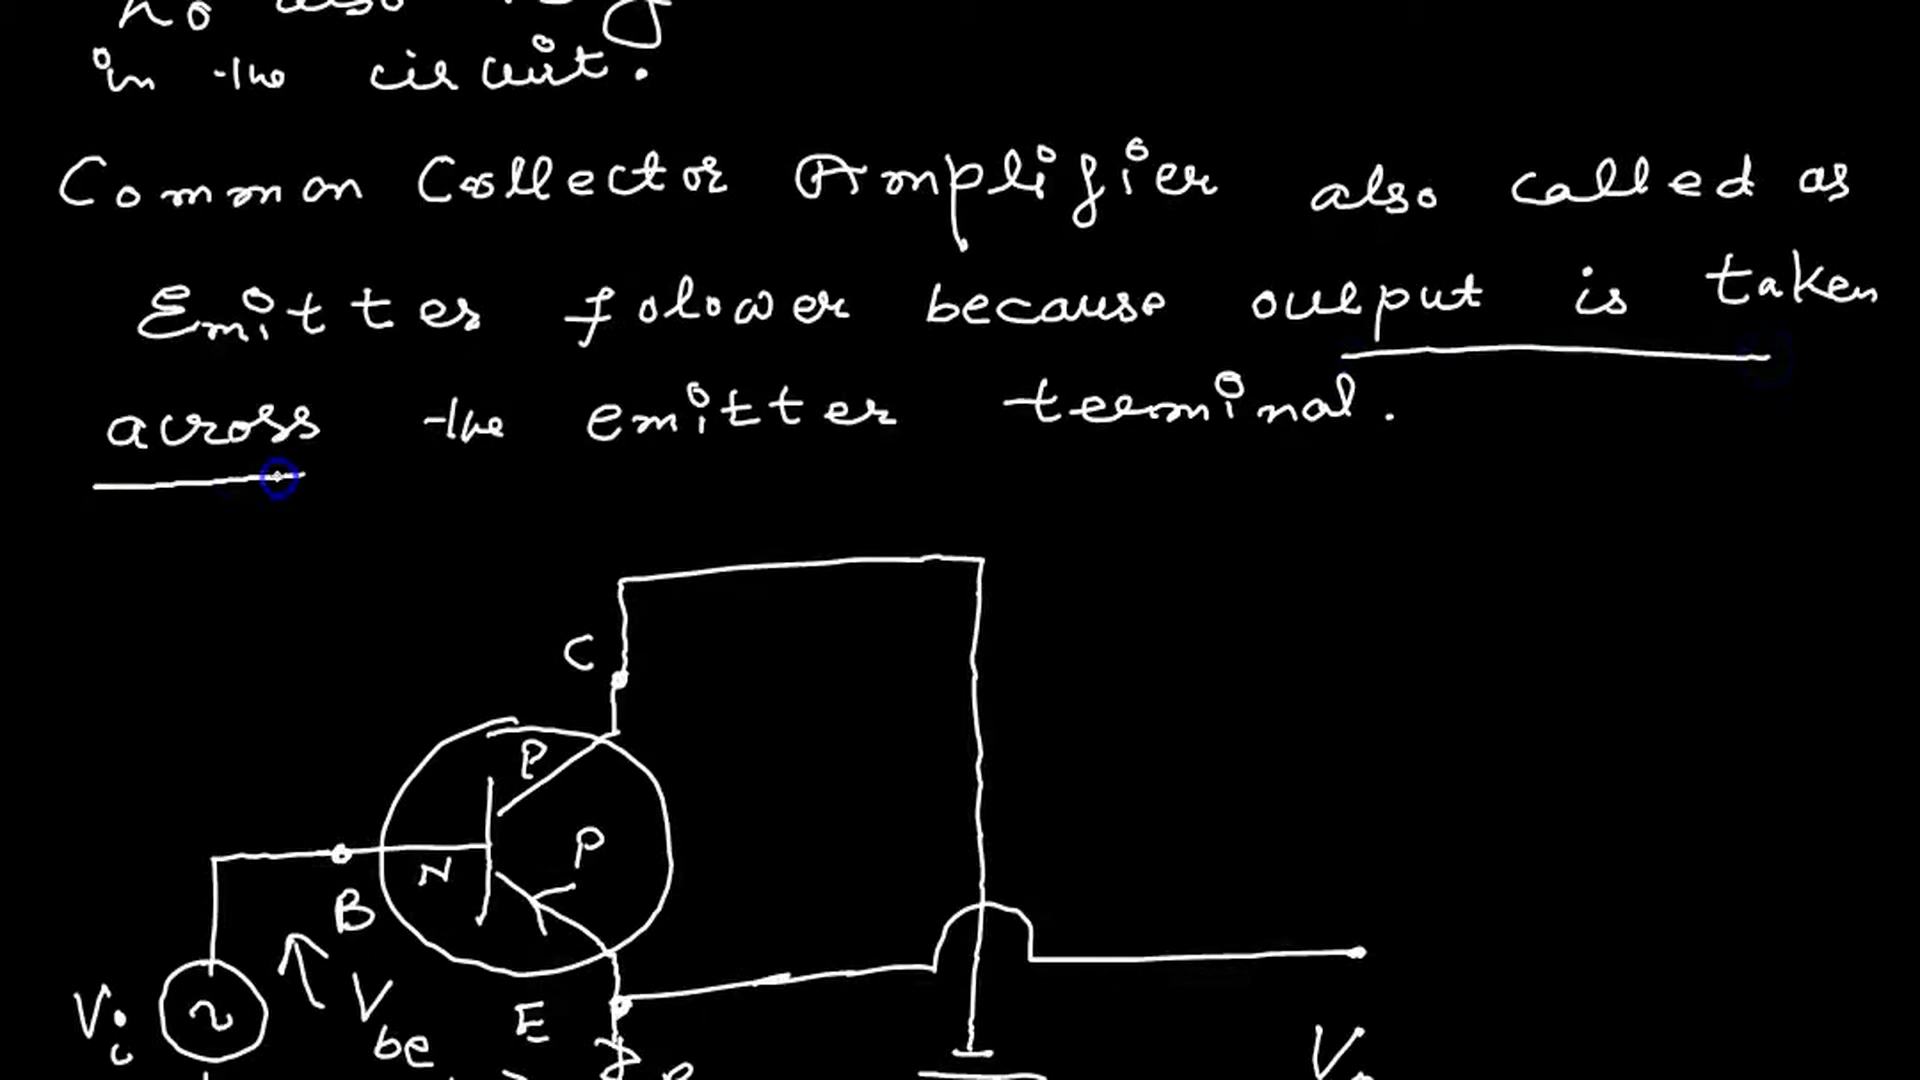 in the circuit.
Common Collector Amplifier also called as
Emitter folower because output is taken
across the emitter terminal.
C
P
P
N
B
Vi
Vbe
E